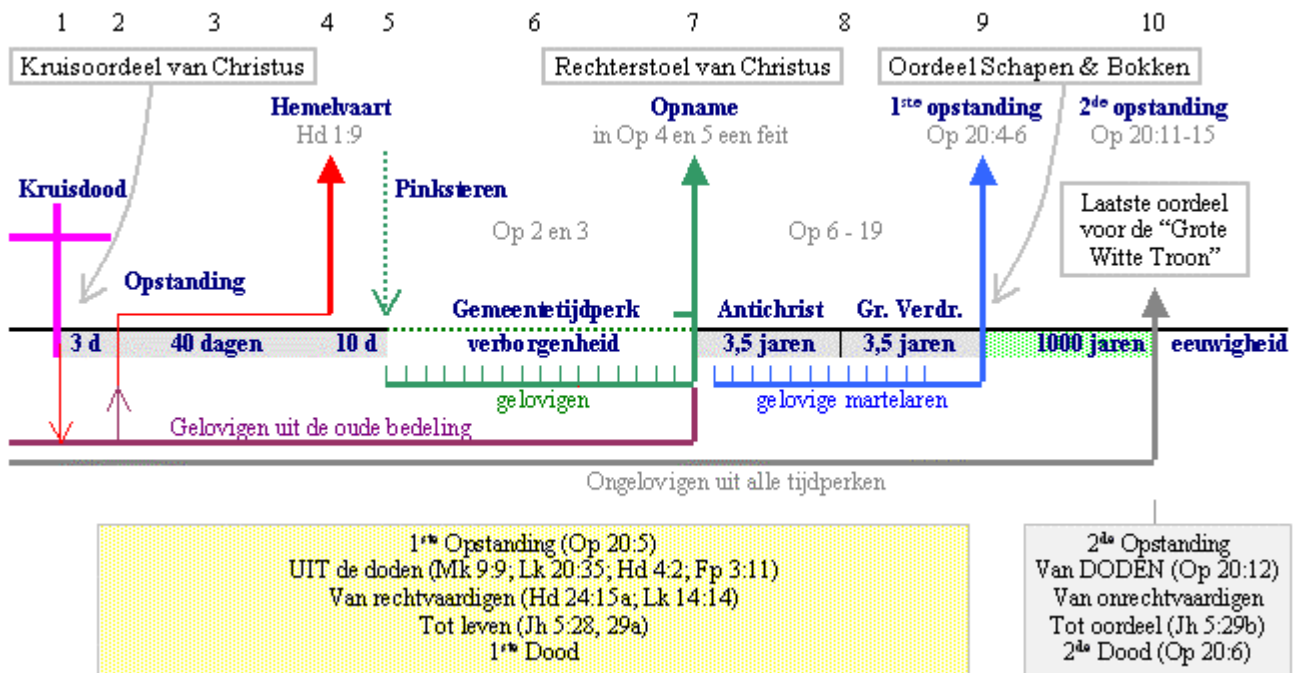 1 2 3 4 5 6 7 8 9 10
Kruisoordeel van Christus
Rechterstoel van Christus
Oordeel Schapen & Bokken
Hemelvaart
Hd 1:9
Opname
in Op 4 en 5 een feit
1ste opstanding
Op 20:4-6
2de opstanding
Op 20:11-15
Kruisdood
Pinksteren
Op 2 en 3
Op 6 - 19
Laatste oordeel
voor de “Grote
Witte Troon”
Opstanding
Gemeentetijdperk
Antichrist
Gr. Verdr.
3 d
40 dagen
10 d
verborgenheid
3,5 jaren
3,5 jaren
1000 jaren
eeuwigheid
gelovigen
gelovige martelaren
Gelovigen uit de oude bedeling
Ongelovigen uit alle tijdperken
1ste Opstanding (Op 20:5)
UIT de doden (Mk 9:9; Lk 20:35; Hd 4:2; Fp 3:11)
Van rechtvaardigen (Hd 24:15a; Lk 14:14)
Tot leven (Jh 5:28, 29a)
1ste Dood
2de Opstanding
Van DODEN (Op 20:12)
Van onrechtvaardigen
Tot oordeel (Jh 5:29b)
2de Dood (Op 20:6)